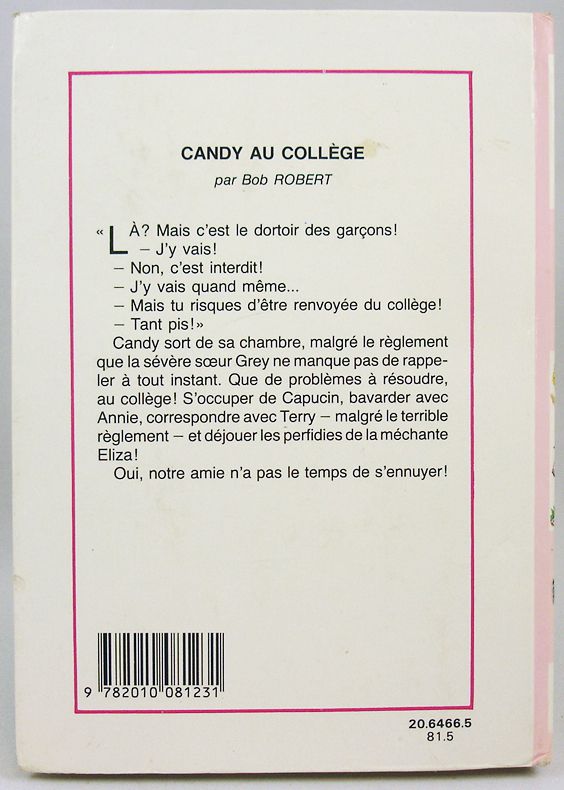 CANDY AU COLLÈGE
par Bob ROBERT
« LÀ? Mais c'est le dortoir des garçons!
– J'y vais!
– Non, c'est interdit!
– J'y vais quand même...
– Mais tu risques d'être renvoyée du collège!
– Tant pis!»
Candy sort de sa chambre, malgré le règlement
que la sévère sœur Grey ne manque pas de rappe-
ler à tout instant. Que de problèmes à résoudre,
au collège! S'occuper de Capucin, bavarder avec
Annie, correspondre avec Terry – malgré le terrible
règlement – et déjouer les perfidies de la méchante
Eliza!
Oui, notre amie n'a pas le temps de s'ennuyer!
9 782010 081231
20.6466.5
81.5